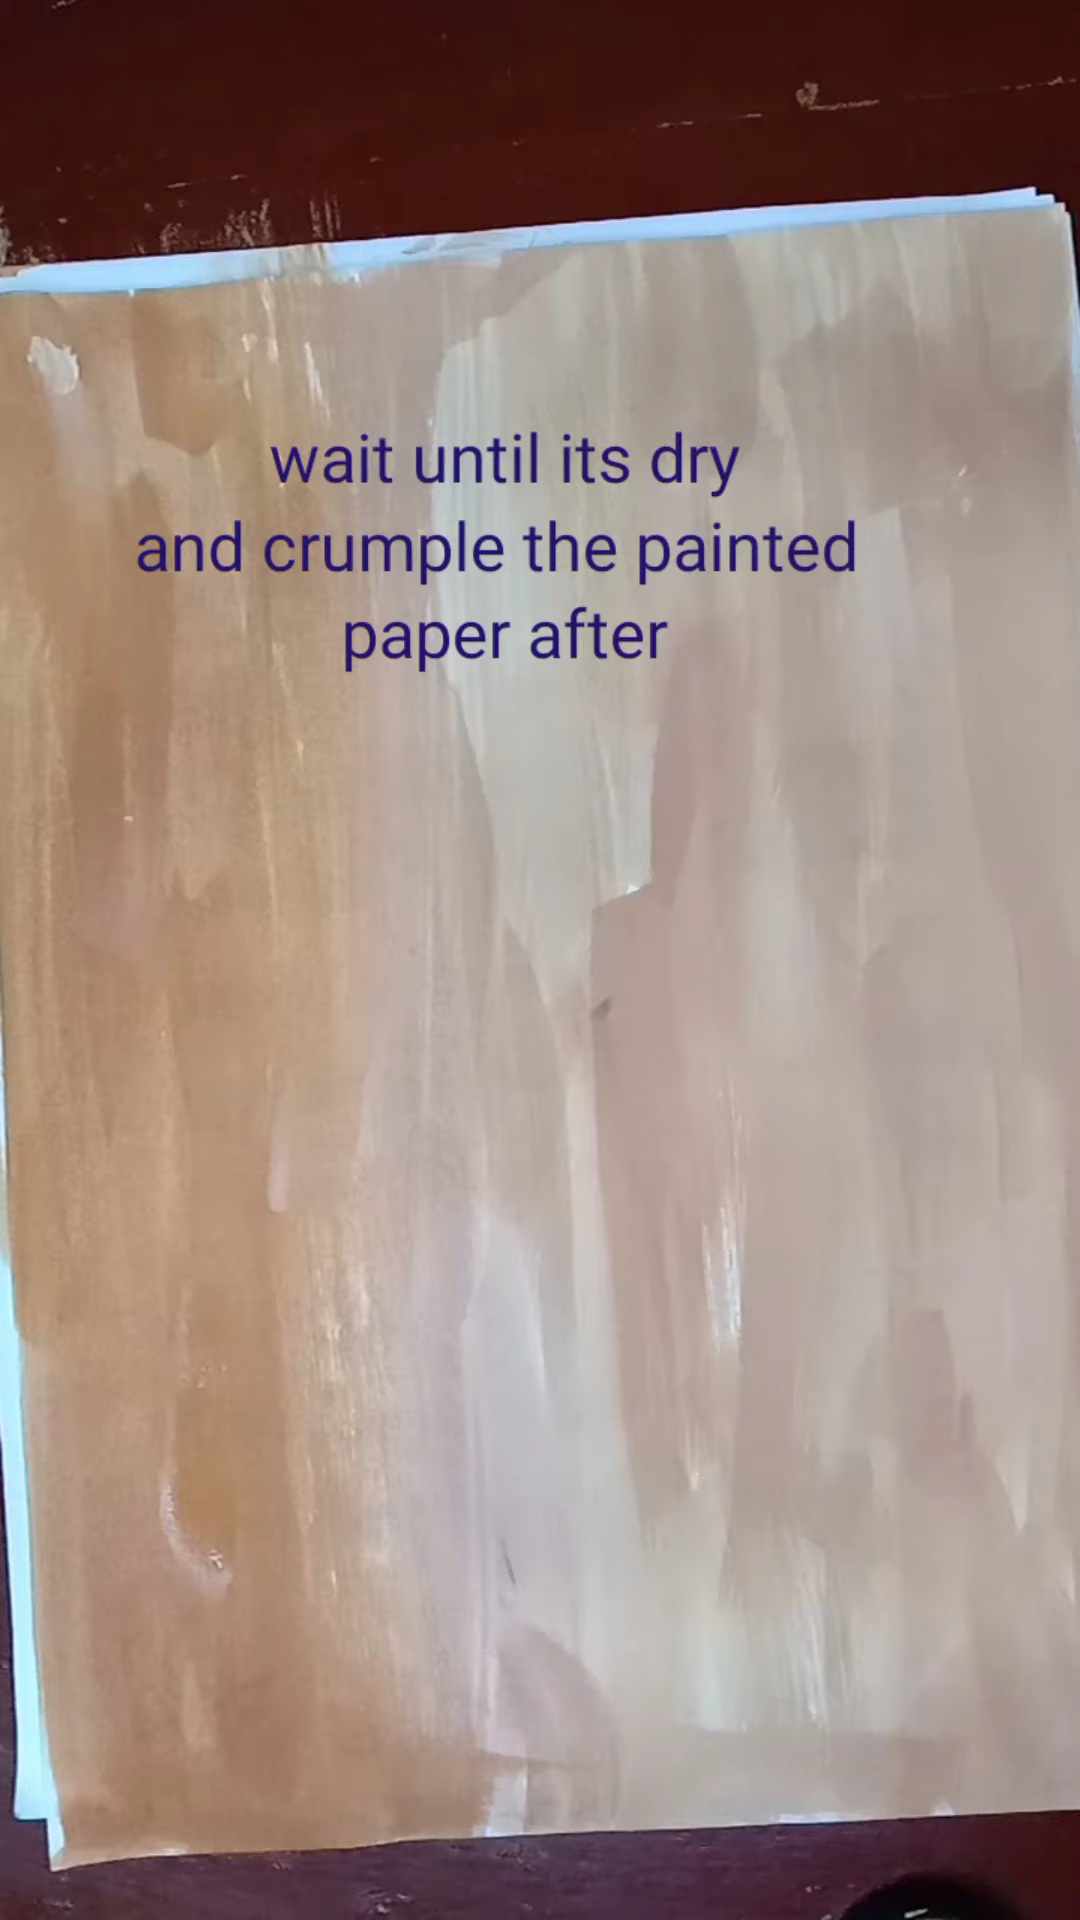 wait until its dry
and crumple the painted
paper after